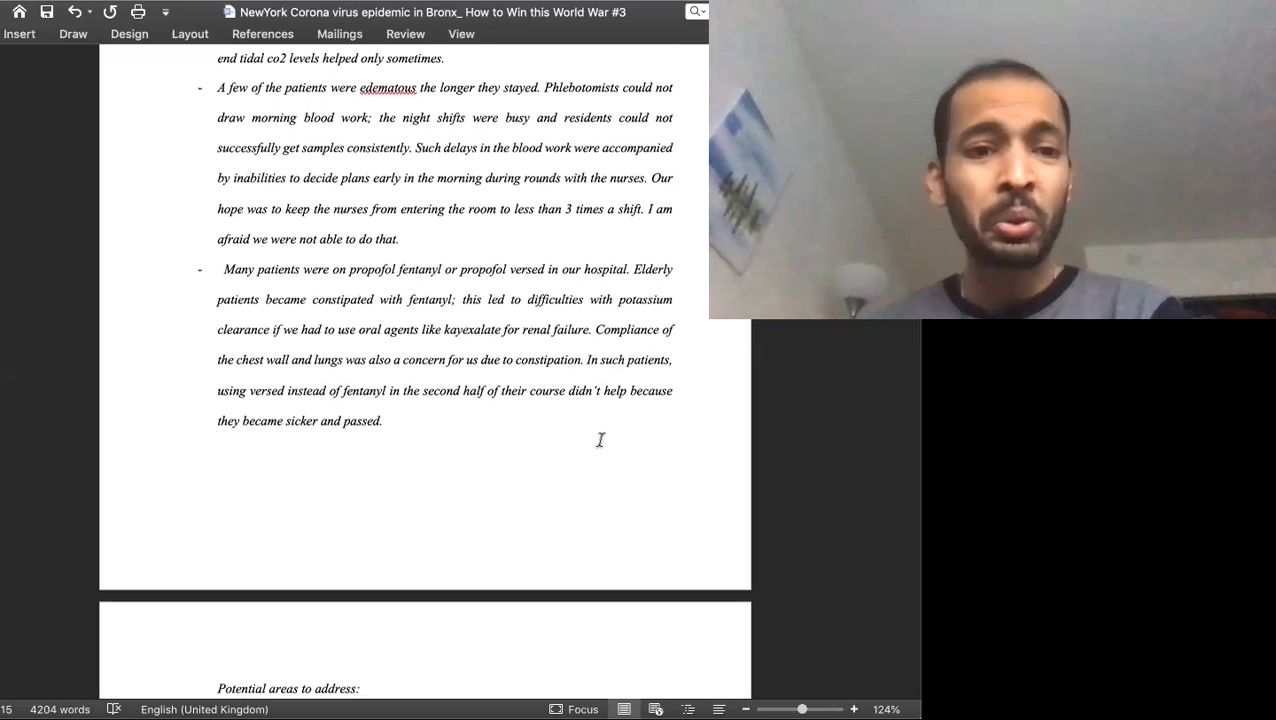 NewYork Corona virus epidemic in Bronx_ How to Win this World War #3
Insert Draw Design Layout References Mailings Review View
end tidal co2 levels helped only sometimes.
- A few of the patients were edematous the longer they stayed. Phlebotomists could not
draw morning blood work; the night shifts were busy and residents could not
successfully get samples consistently. Such delays in the blood work were accompanied
by inabilities to decide plans early in the morning during rounds with the nurses. Our
hope was to keep the nurses from entering the room to less than 3 times a shift. I am
afraid we were not able to do that.
- Many patients were on propofol fentanyl or propofol versed in our hospital. Elderly
patients became constipated with fentanyl; this led to difficulties with potassium
clearance if we had to use oral agents like kayexalate for renal failure. Compliance of
the chest wall and lungs was also a concern for us due to constipation. In such patients,
using versed instead of fentanyl in the second half of their course didn't help because
they became sicker and passed.
Potential areas to address:
15 4204 words English (United Kingdom) Focus 124%